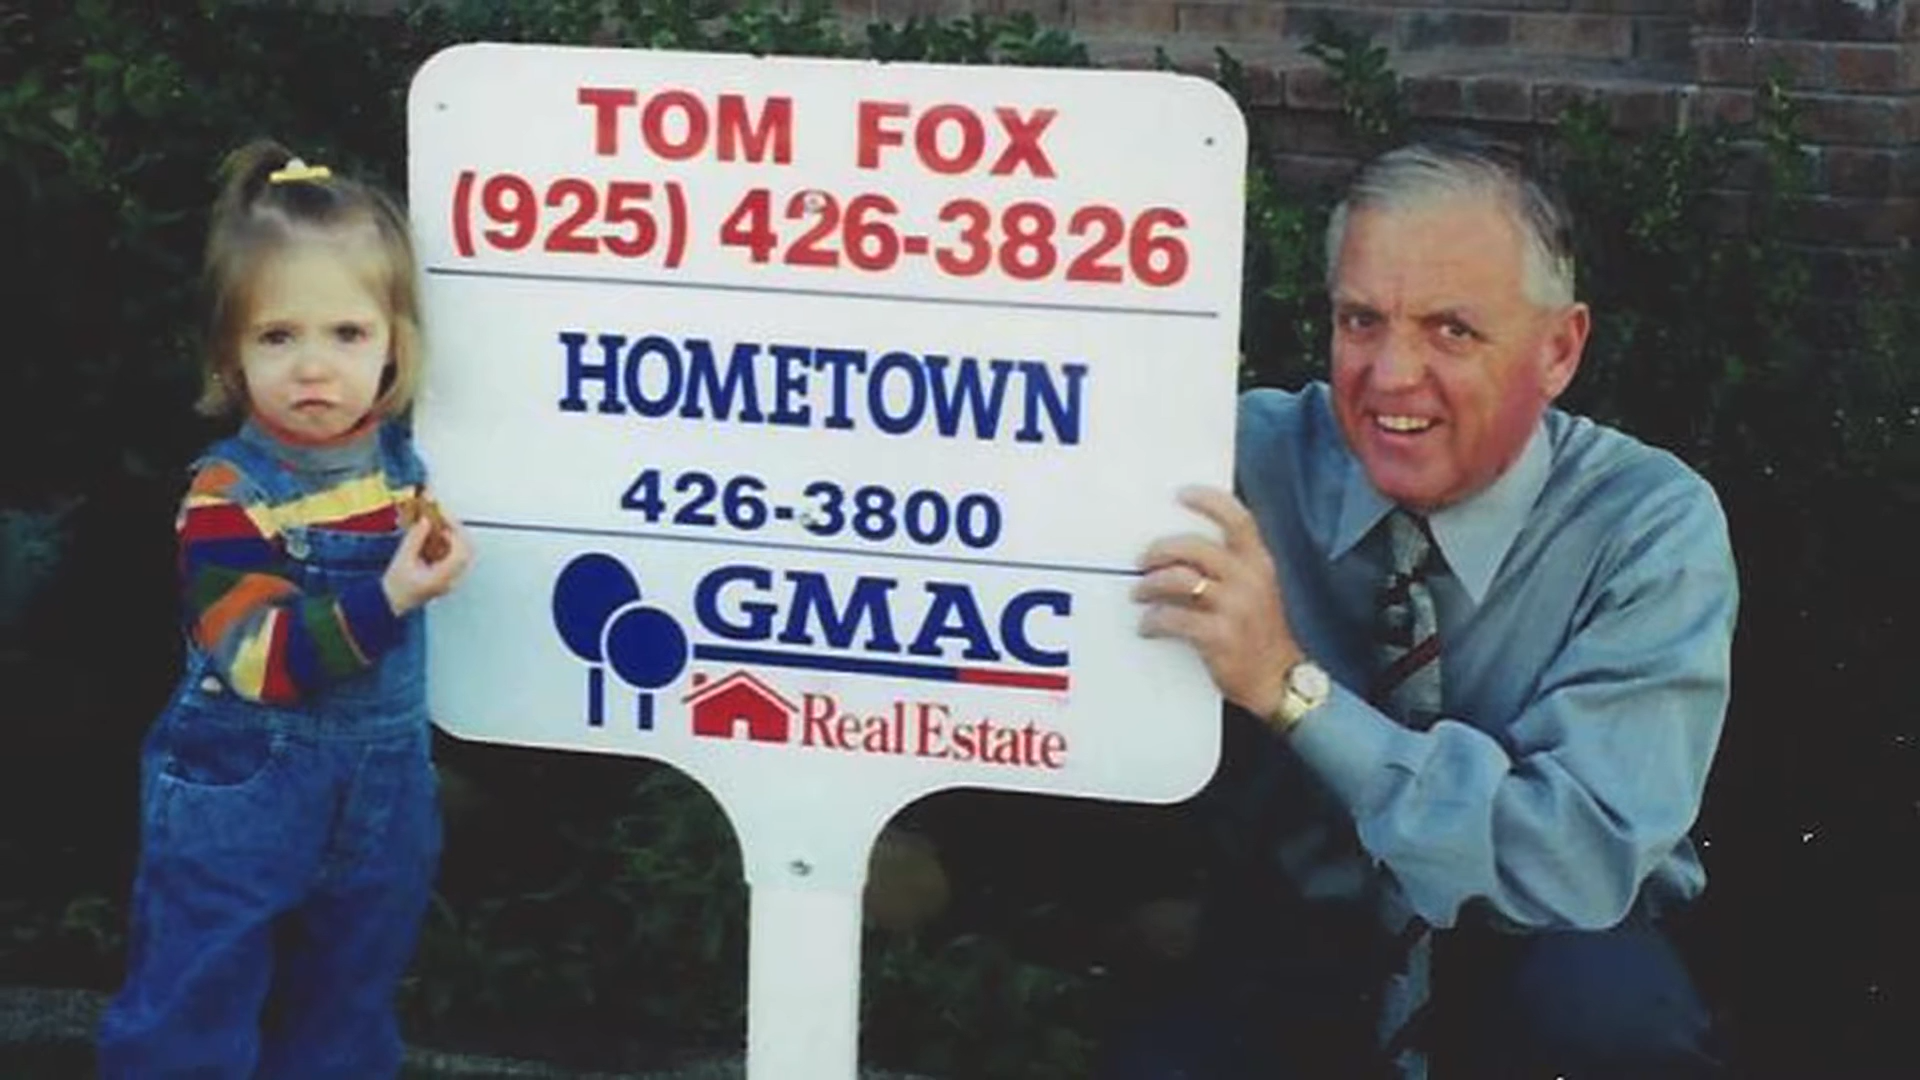 TOM FOX
(925) 426-3826
HOMETOWN
426-3800
GMAC
Real Estate